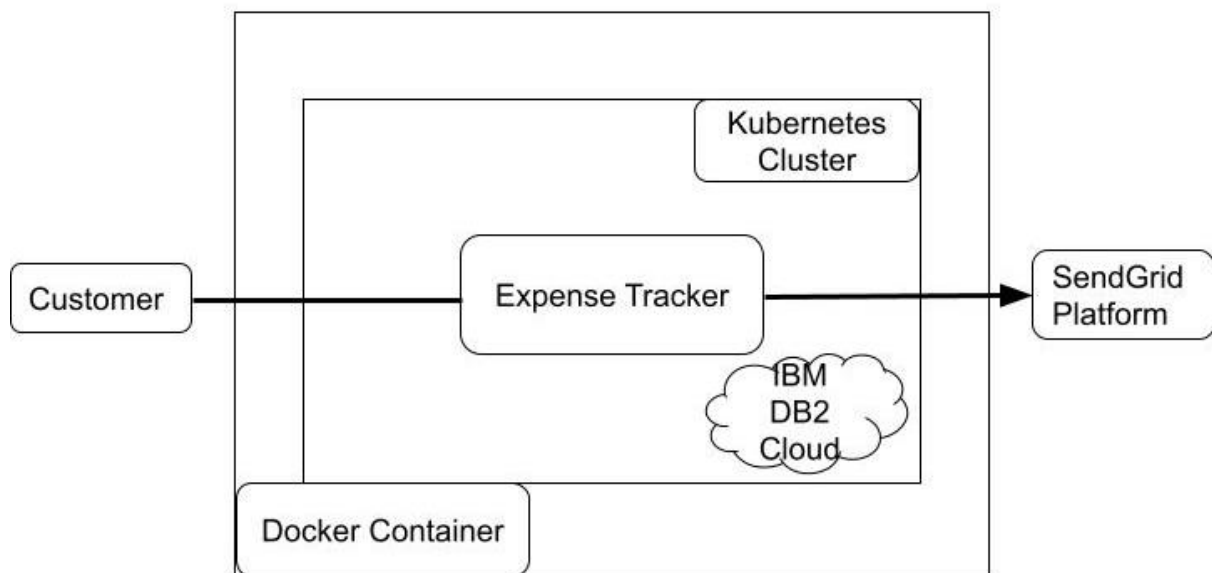 Kubernetes
Cluster
Customer
Expense Tracker
SendGrid
Platform
IBM
DB2
Cloud
Docker Container